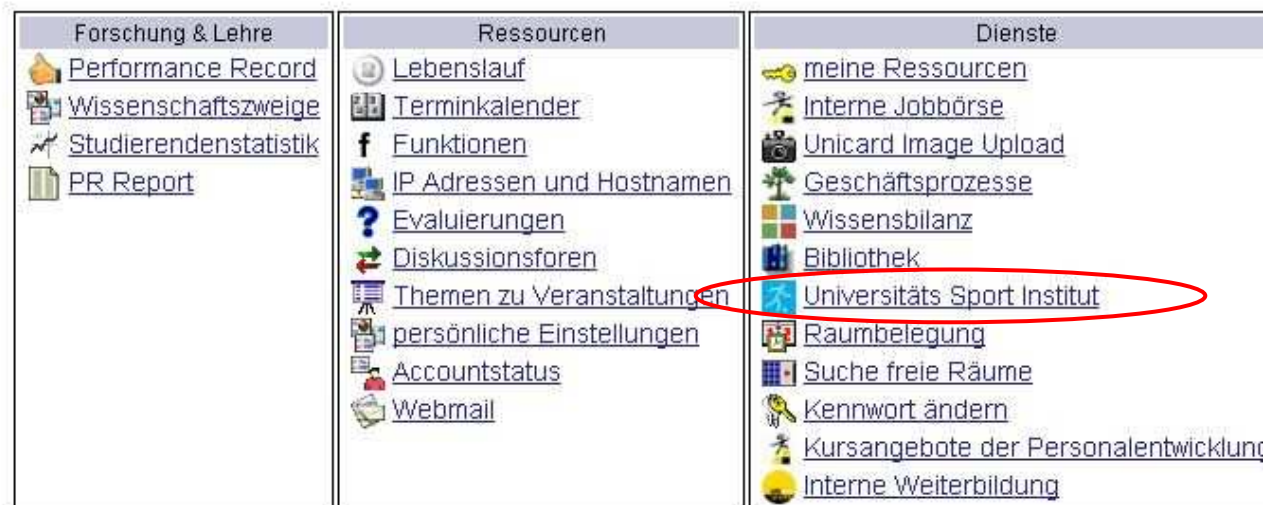 Forschung & Lehre
Performance Record
Wissenschaftszweige
Studierendenstatistik
PR Report
Ressourcen
Lebenslauf
Terminkalender
Funktionen
IP Adressen und Hostnamen
Evaluierungen
Diskussionsforen
Themen zu Veranstaltungen
persönliche Einstellungen
Accountstatus
Webmail
Dienste
meine Ressourcen
Interne Jobbörse
Unicard Image Upload
Geschäftsprozesse
Wissensbilanz
Bibliothek
Universitäts Sport Institut
Raumbelegung
Suche freie Räume
Kennwort ändern
Kursangebote der Personalentwicklung
Interne Weiterbildung